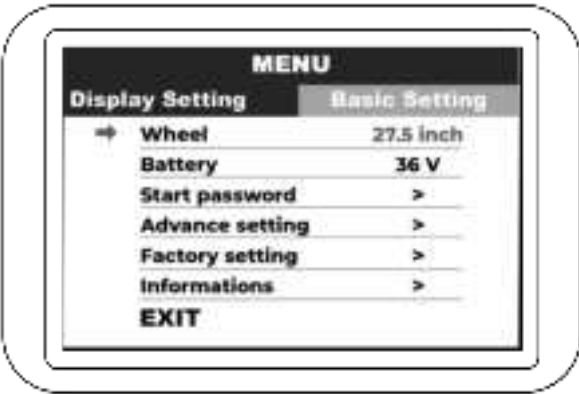 MENU
Display Setting Basic Setting
Wheel 27.5 inch
Battery 36 V
Start password >
Advance setting >
Factory setting >
Informations >
EXIT